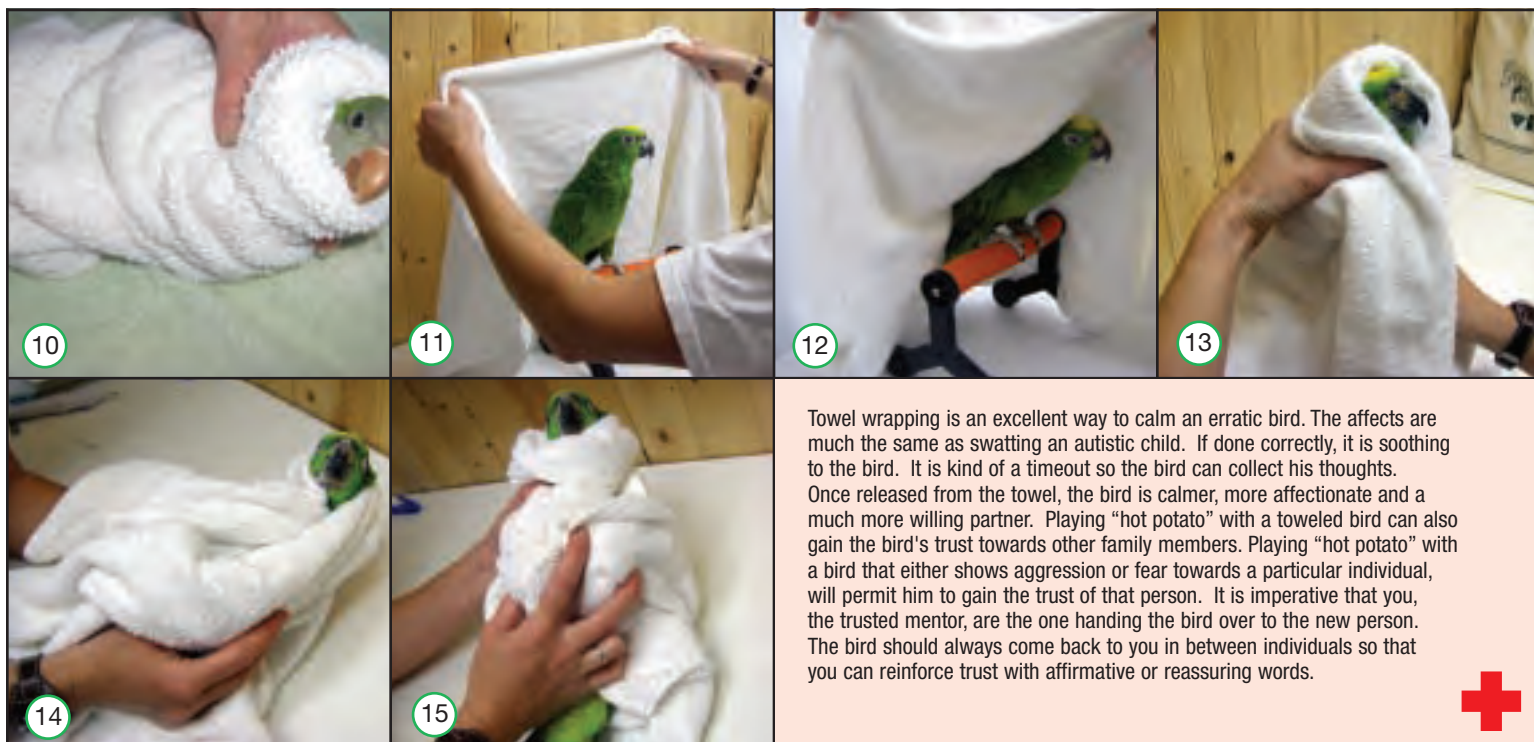 10
11
12
13
14
15
Towel wrapping is an excellent way to calm an erratic bird. The affects are
much the same as swatting an autistic child. If done correctly, it is soothing
to the bird. It is kind of a timeout so the bird can collect his thoughts.
Once released from the towel, the bird is calmer, more affectionate and a
much more willing partner. Playing “hot potato” with a toweled bird can also
gain the bird's trust towards other family members. Playing “hot potato” with
a bird that either shows aggression or fear towards a particular individual,
will permit him to gain the trust of that person. It is imperative that you,
the trusted mentor, are the one handing the bird over to the new person.
The bird should always come back to you in between individuals so that
you can reinforce trust with affirmative or reassuring words.